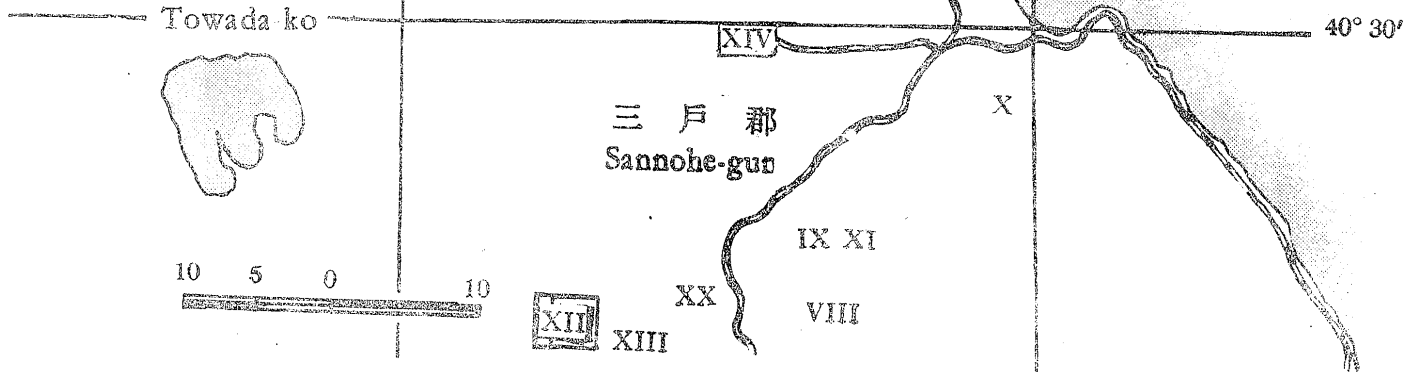 Towada ko
40° 30′
XIV
X
三戸郡
Sannohe-gun
IX XI
10 5 0 10
XX
VIII
XII
XIII